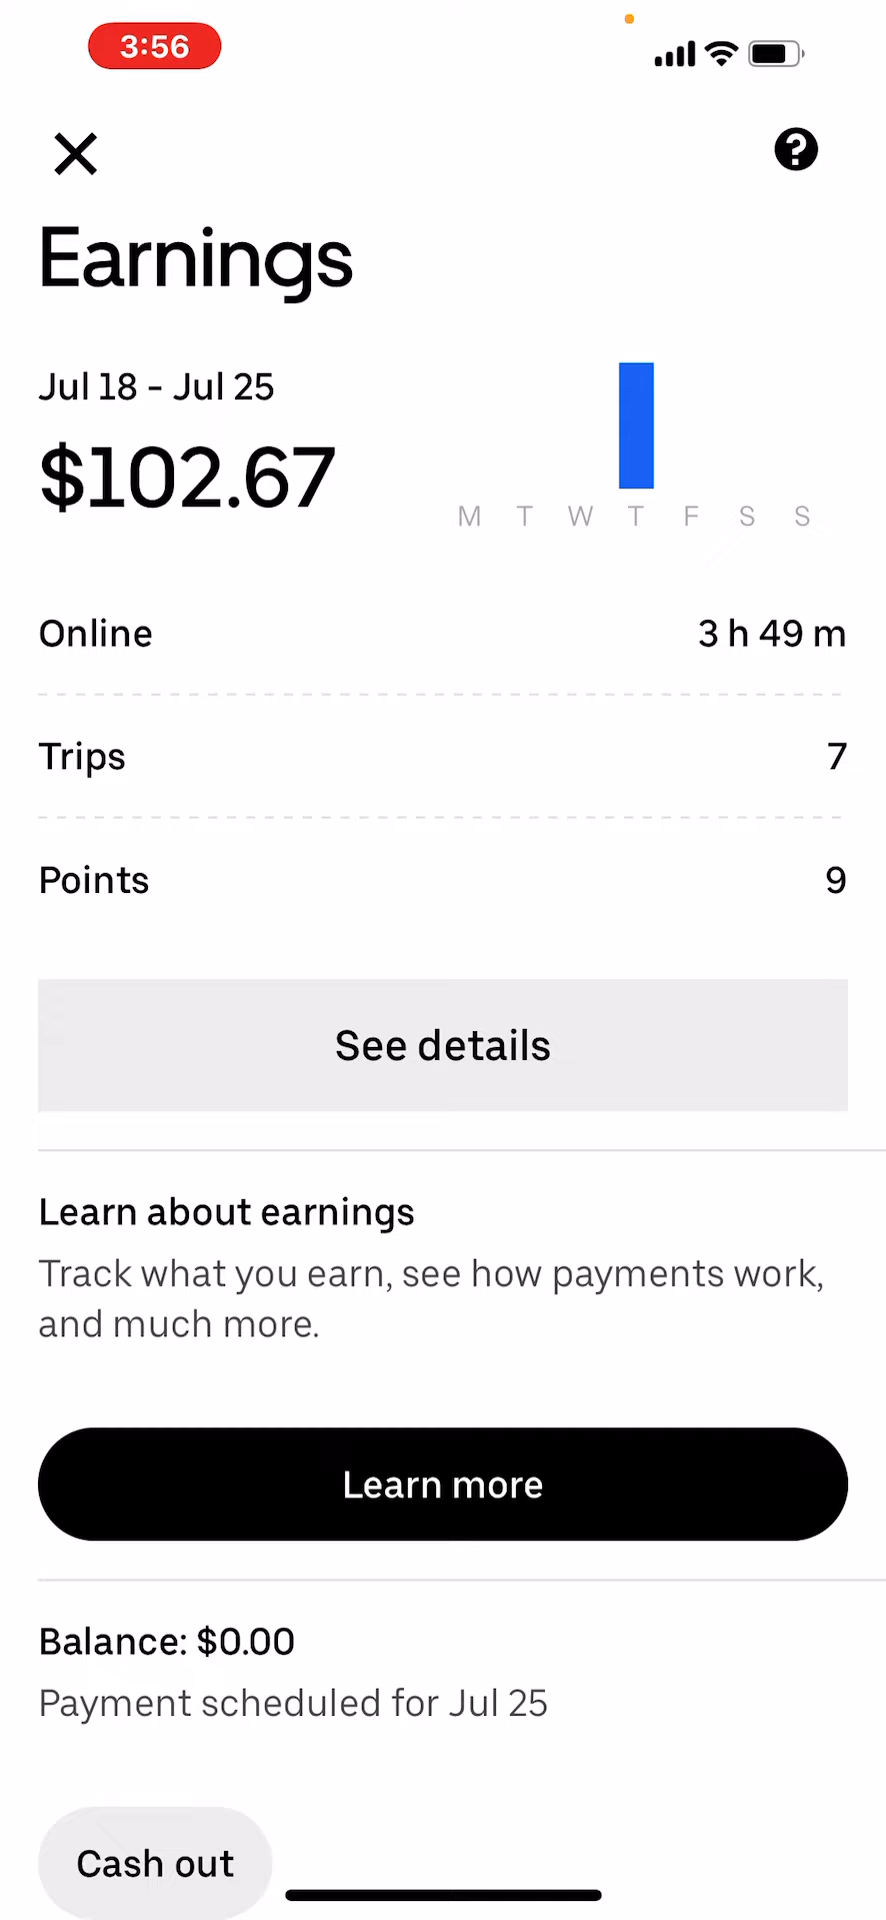 3:56
Earnings
Jul 18 - Jul 25
$102.67
M T W T F S S
Online 3 h 49 m
Trips 7
Points 9
See details
Learn about earnings
Track what you earn, see how payments work,
and much more.
Learn more
Balance: $0.00
Payment scheduled for Jul 25
Cash out